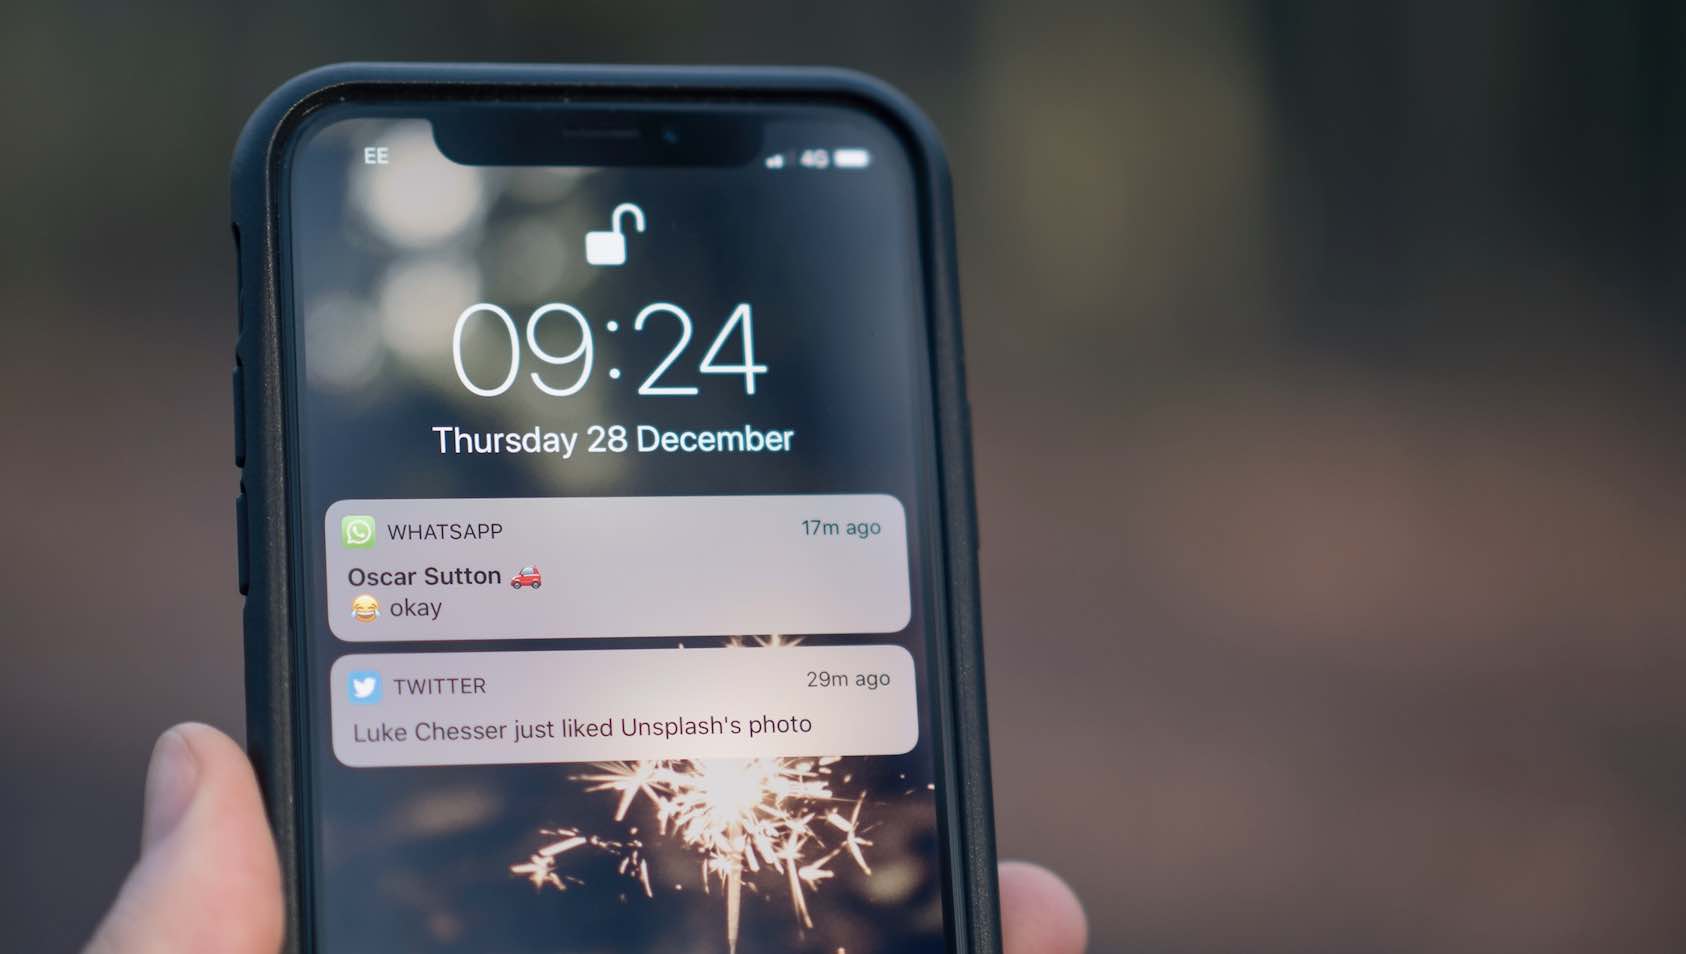 EE 4G
09:24
Thursday 28 December
WHATSAPP 17m ago
Oscar Sutton 🚗
😂 okay
TWITTER 29m ago
Luke Chesser just liked Unsplash's photo